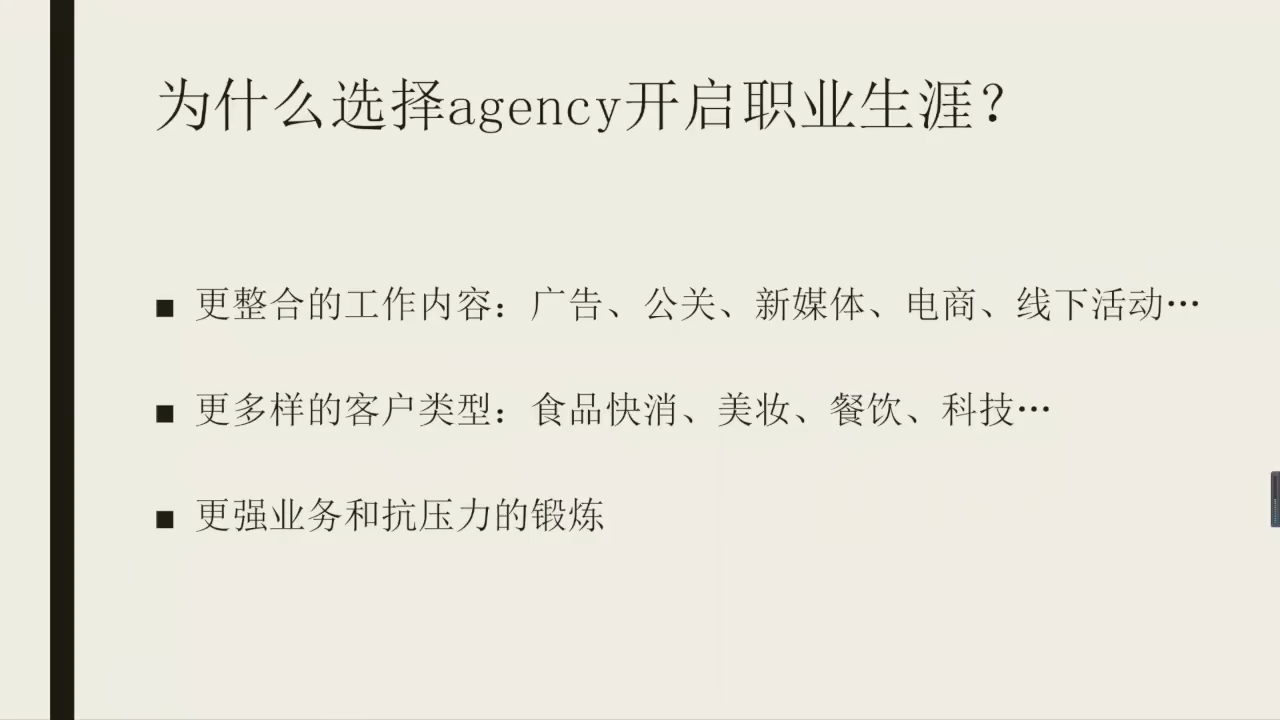 为什么选择agency开启职业生涯？
■ 更整合的工作内容：广告、公关、新媒体、电商、线下活动…
■ 更多样的客户类型：食品快消、美妆、餐饮、科技…
■ 更强业务和抗压力的锻炼